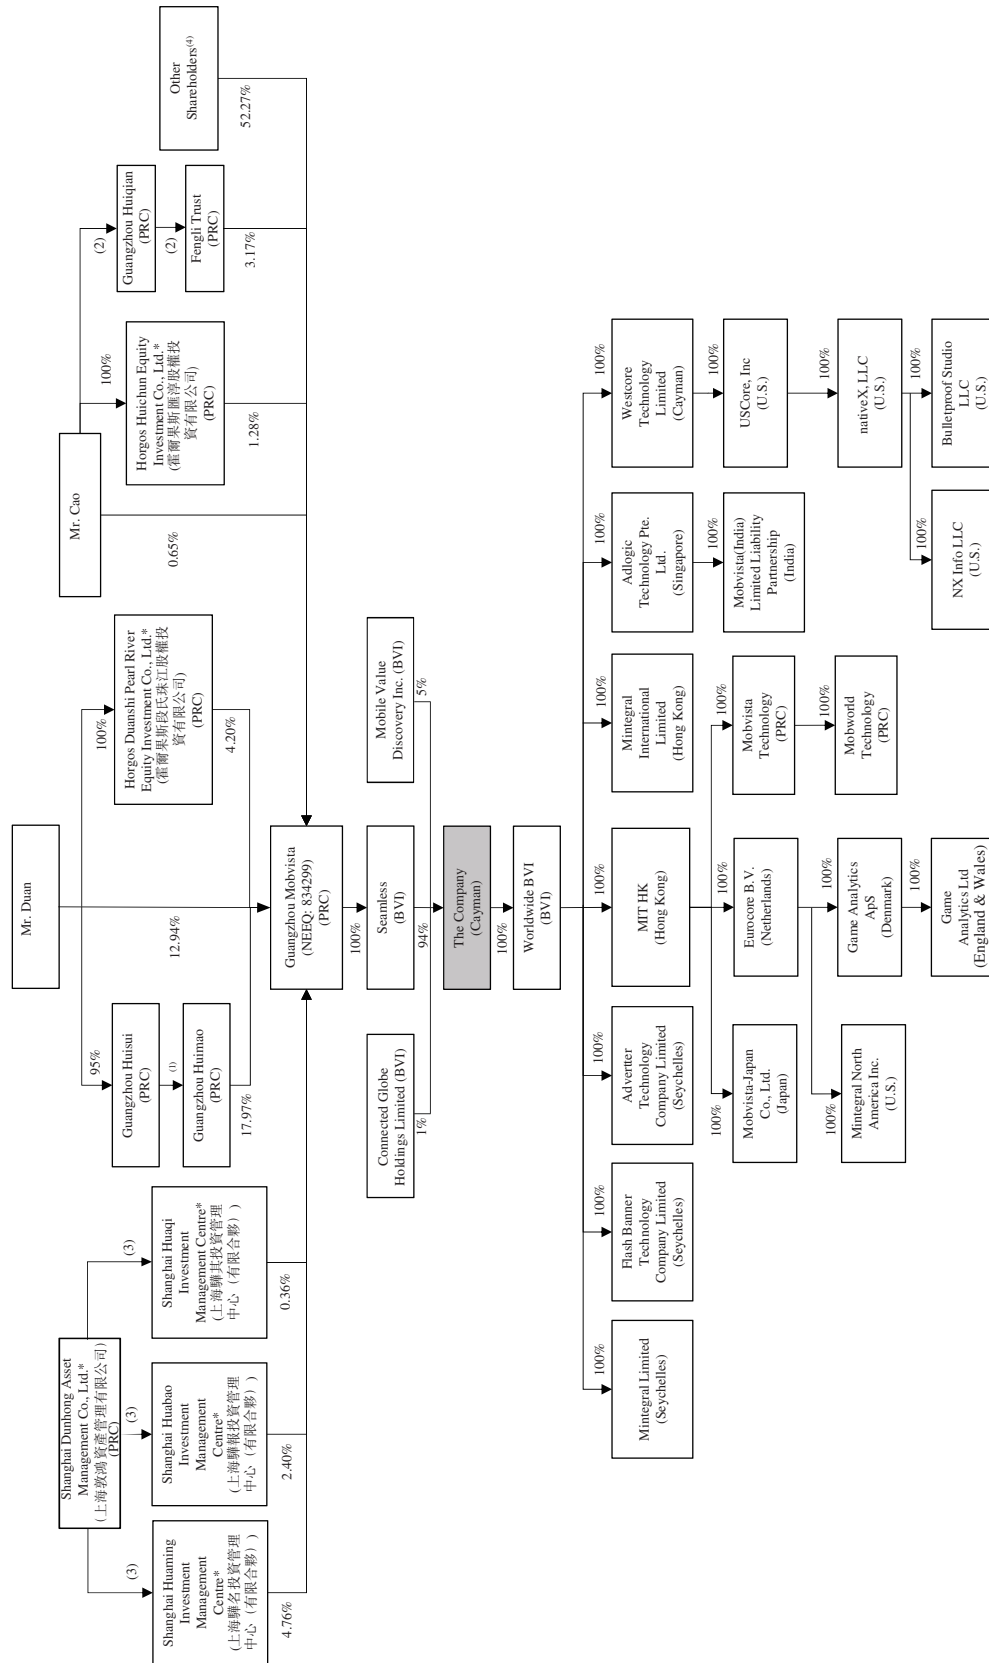 Mr. Duan
Mr. Cao
Other
Shareholders(4)
Shanghai Dunhong Asset
Management Co., Ltd.*
(上海敦鴻資產管理有限公司)
(PRC)
(3)
(3)
(3)
95%
100%
100%
(2)
Shanghai Huaming
Investment
Management
Centre*
(上海驊名投資管理
中心（有限合夥））
Shanghai Huabao
Investment
Management
Centre*
(上海驊報投資管理
中心（有限合夥））
Shanghai Huaqi
Investment
Management Centre*
(上海驊其投資管理
中心（有限合夥））
Guangzhou Huisui
(PRC)
(1)
Guangzhou Huimao
(PRC)
Horgos Duanshi Pearl River
Equity Investment Co., Ltd.*
(霍爾果斯段氏珠江股權投
資有限公司)
(PRC)
Horgos Huichun Equity
Investment Co., Ltd.*
(霍爾果斯匯淳股權投
資有限公司)
(PRC)
Guangzhou Huiqian
(PRC)
(2)
Fengli Trust
(PRC)
4.76%
2.40%
0.36%
17.97%
12.94%
4.20%
0.65%
1.28%
3.17%
52.27%
Guangzhou Mobvista
(NEEQ: 834299)
(PRC)
100%
Connected Globe
Holdings Limited (BVI)
Seamless
(BVI)
Mobile Value
Discovery Inc. (BVI)
1%
94%
5%
The Company
(Cayman)
100%
Worldwide BVI
(BVI)
100%
100%
100%
100%
100%
100%
100%
Mintegral Limited
(Seychelles)
Flash Banner
Technology
Company Limited
(Seychelles)
Advertter
Technology
Company Limited
(Seychelles)
MIT HK
(Hong Kong)
Mintegral
International
Limited
(Hong Kong)
Adlogic
Technology Pte.
Ltd.
(Singapore)
Westcore
Technology
Limited
(Cayman)
100%
100%
100%
100%
100%
Mobvista-Japan
Co., Ltd.
(Japan)
Eurocore B.V.
(Netherlands)
Mobvista
Technology
(PRC)
Mobvista(India)
Limited Liability
Partnership
(India)
USCore, Inc
(U.S.)
100%
100%
100%
100%
Mintegral North
America Inc.
(U.S.)
Game Analytics
ApS
(Denmark)
Mobworld
Technology
(PRC)
nativeX, LLC
(U.S.)
100%
100%
100%
Game
Analytics Ltd
(England & Wales)
NX Info LLC
(U.S.)
Bulletproof Studio
LLC
(U.S.)